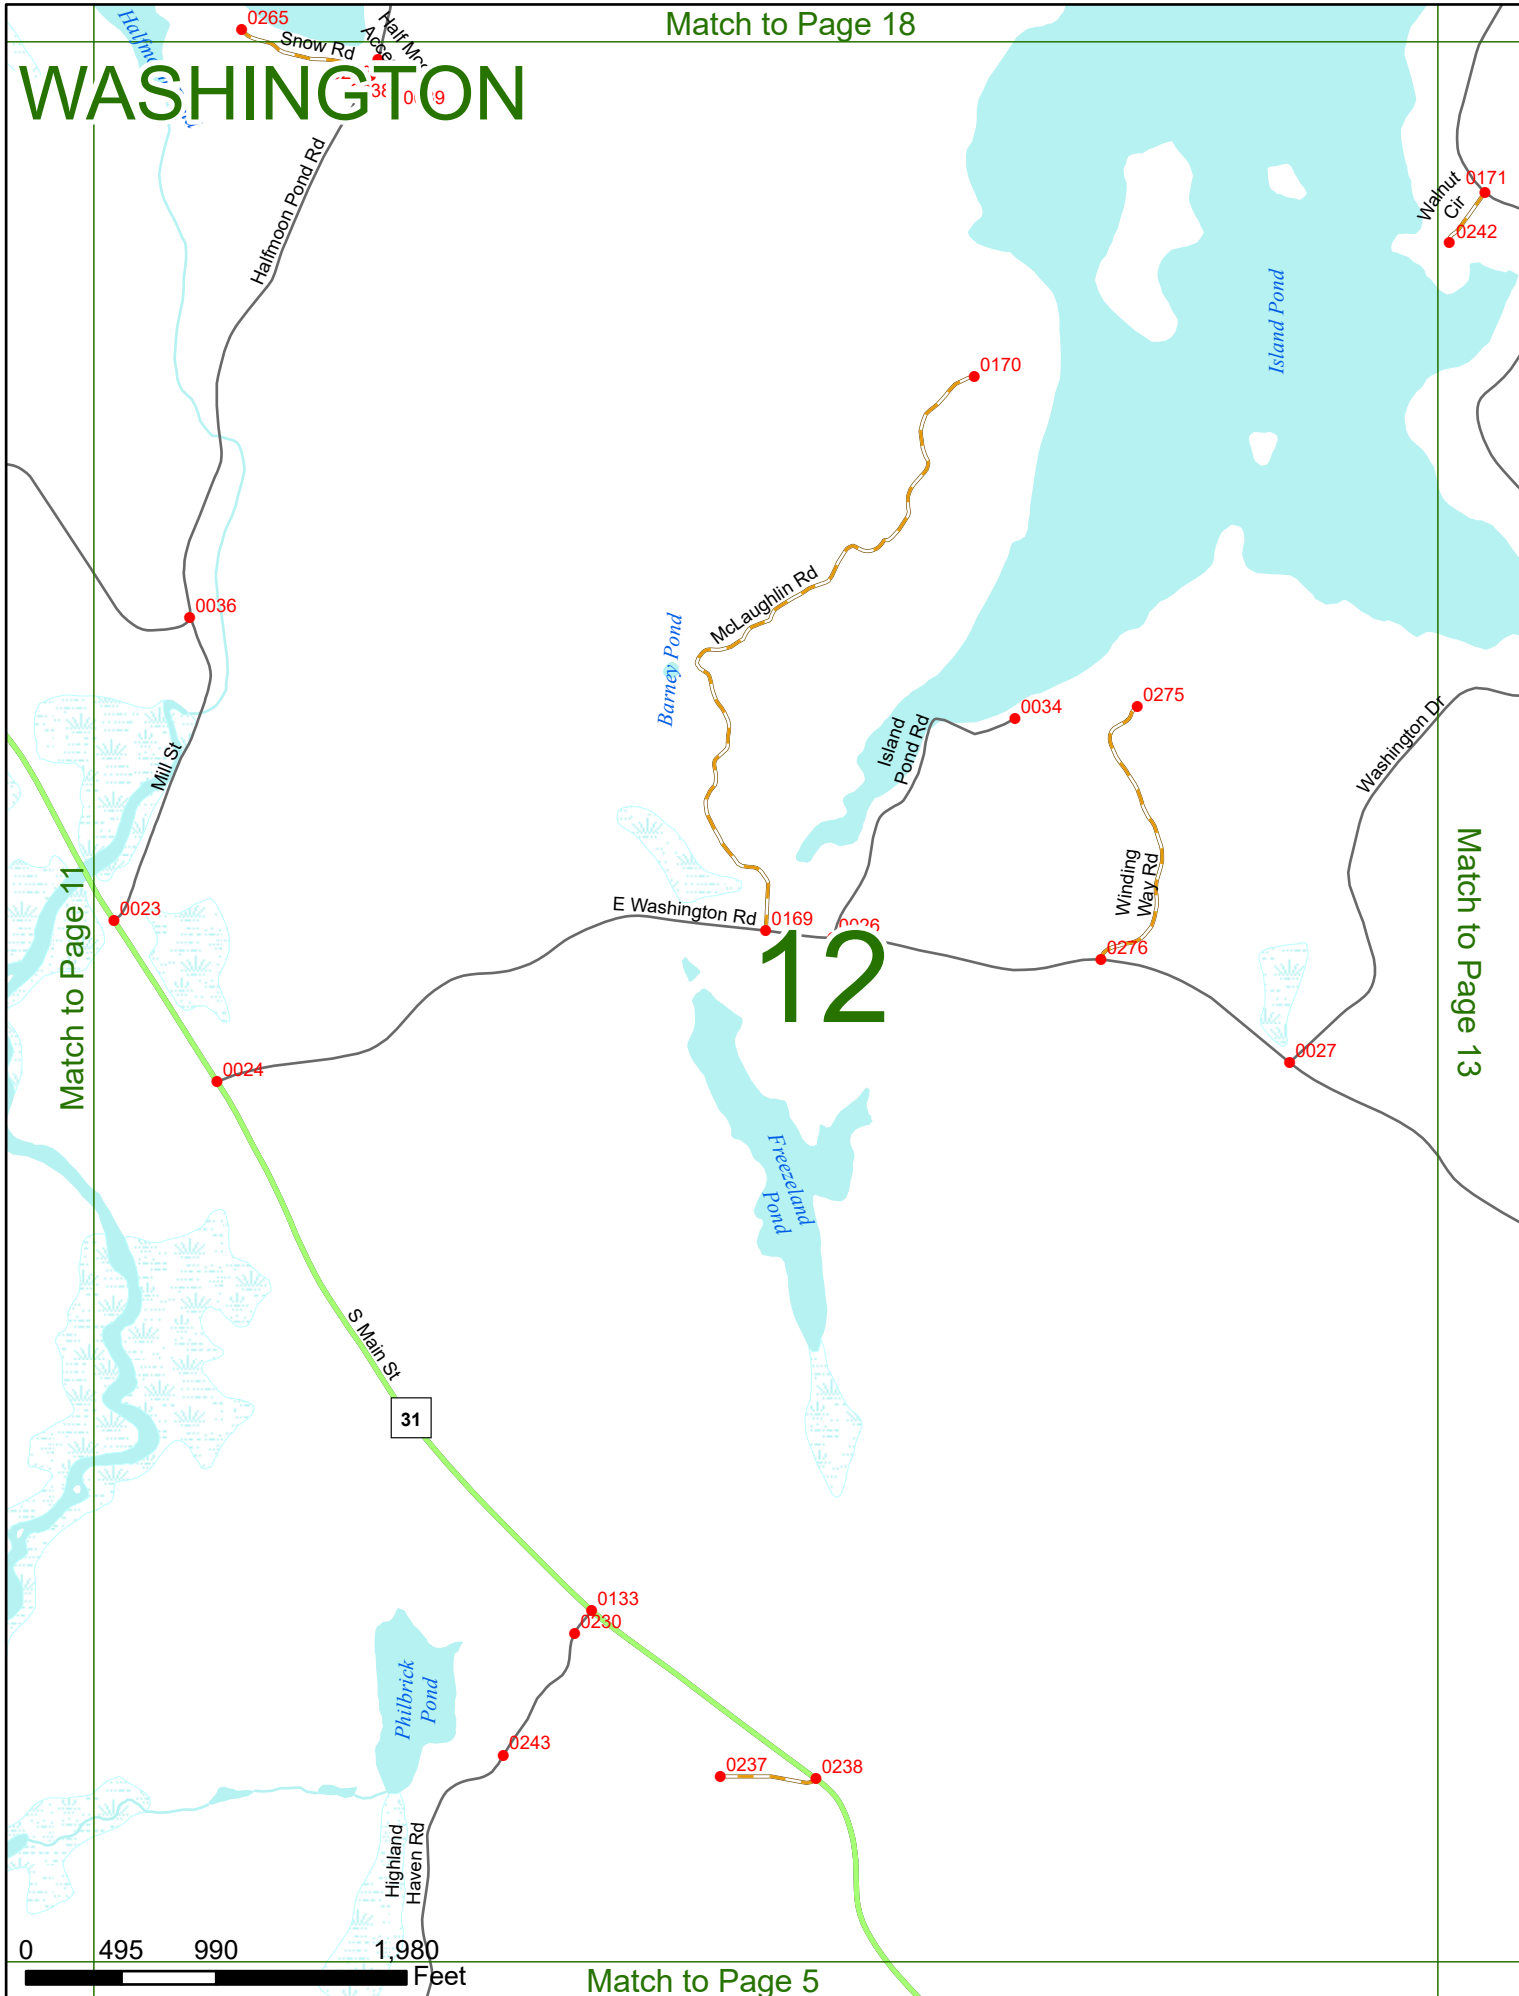 Match to Page 18
WASHINGTON
0265
Snow Rd
Halfmoon Pond Rd
0171
Walnut
Cir
0242
Island Pond
0170
McLaughlin Rd
0036
Barney Pond
Mill St
0034
Island
Pond Rd
0275
Washington Dr
Winding
Way Rd
Match to Page 11
Match to Page 13
0023
E Washington Rd
0169
0026
12
0276
0024
0027
Freezeland
Pond
S Main St
31
0133
0230
Philbrick
Pond
0243
0237
0238
Highland
Haven Rd
0
495
990
1,980
Feet
Match to Page 5